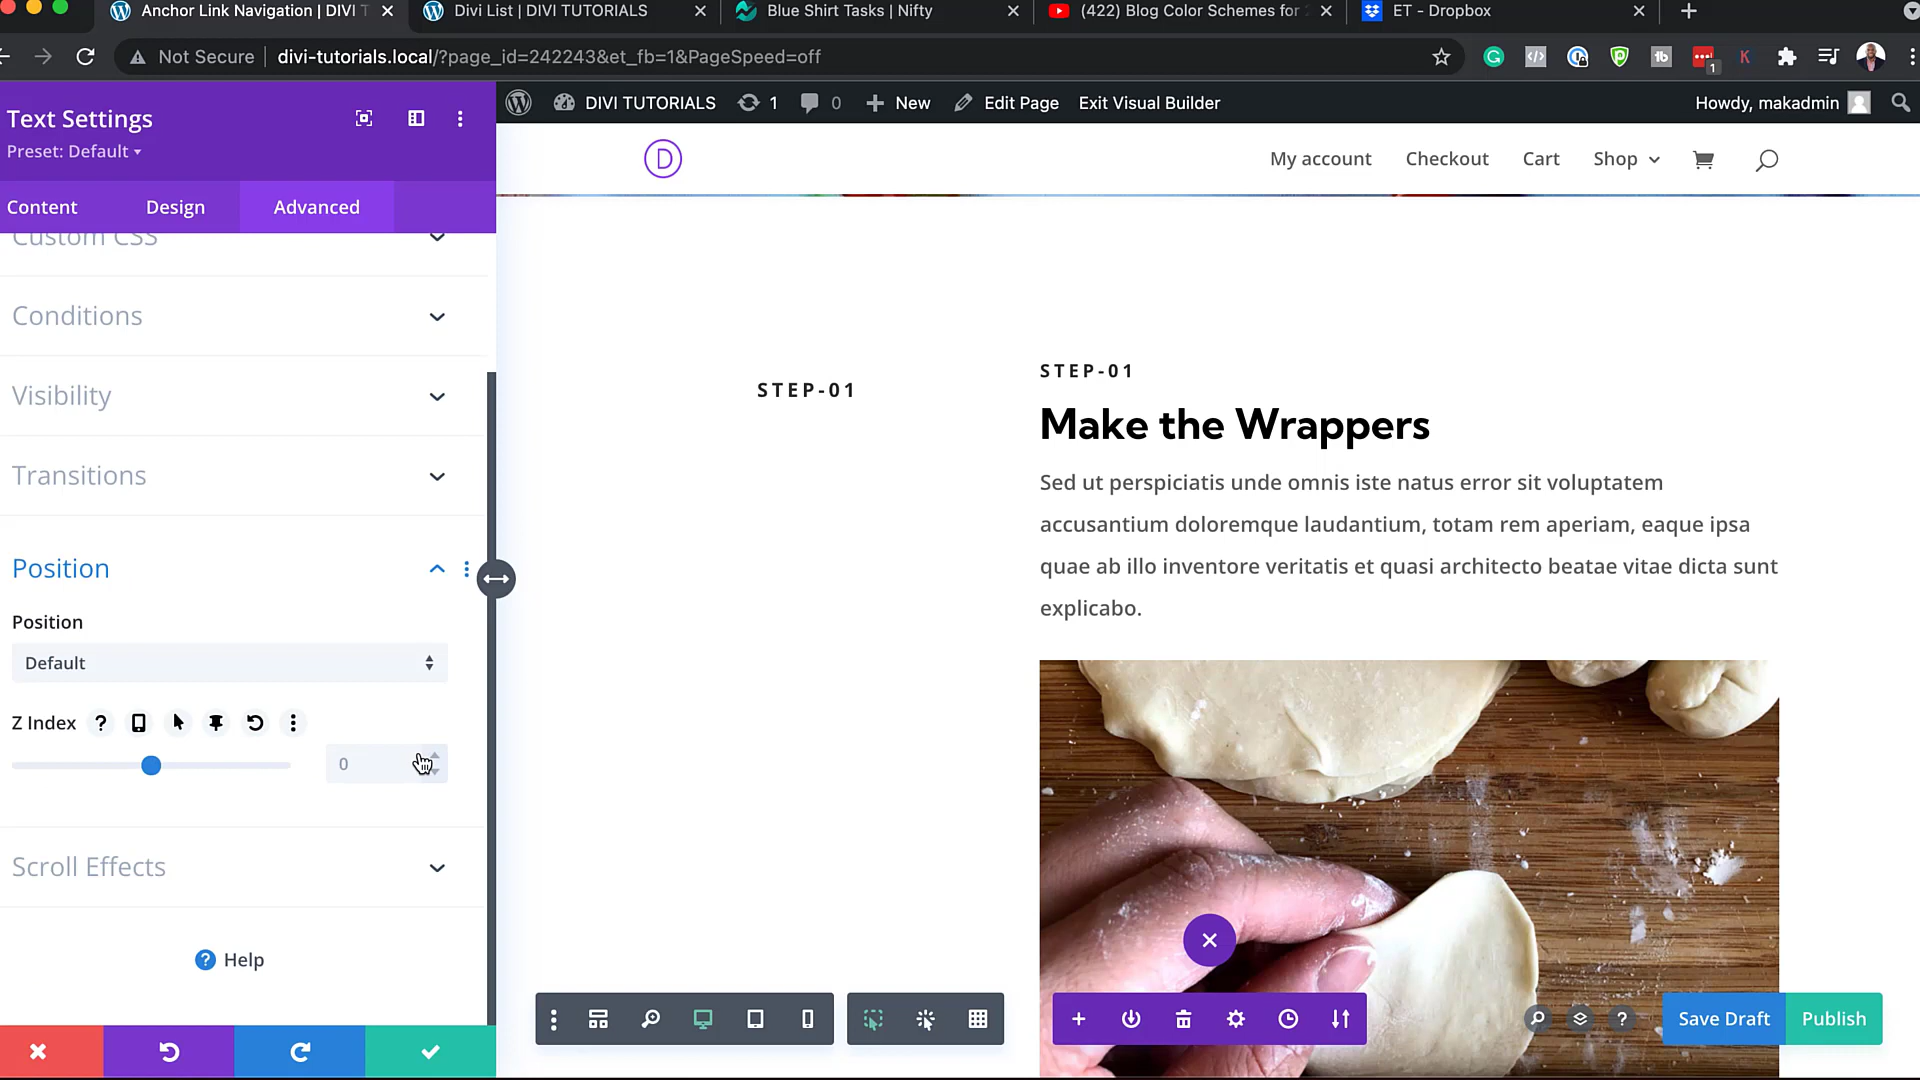 Anchor Link Navigation | DIVI T
Divi List | DIVI TUTORIALS
Blue Shirt Tasks | Nifty
(422) Blog Color Schemes for 2
ET - Dropbox
Not Secure
divi-tutorials.local/?page_id=242243&et_fb=1&PageSpeed=off
1
K
Text Settings
Preset: Default
DIVI TUTORIALS
1
0
New
Edit Page
Exit Visual Builder
Howdy, makadmin
D
My account
Checkout
Cart
Shop
Content
Design
Advanced
Custom CSS
Conditions
Visibility
Transitions
Position
Position
Default
Z Index
0
Scroll Effects
Help
STEP-01
STEP-01
Make the Wrappers
Sed ut perspiciatis unde omnis iste natus error sit voluptatem
accusantium doloremque laudantium, totam rem aperiam, eaque ipsa
quae ab illo inventore veritatis et quasi architecto beatae vitae dicta sunt
explicabo.
Save Draft
Publish